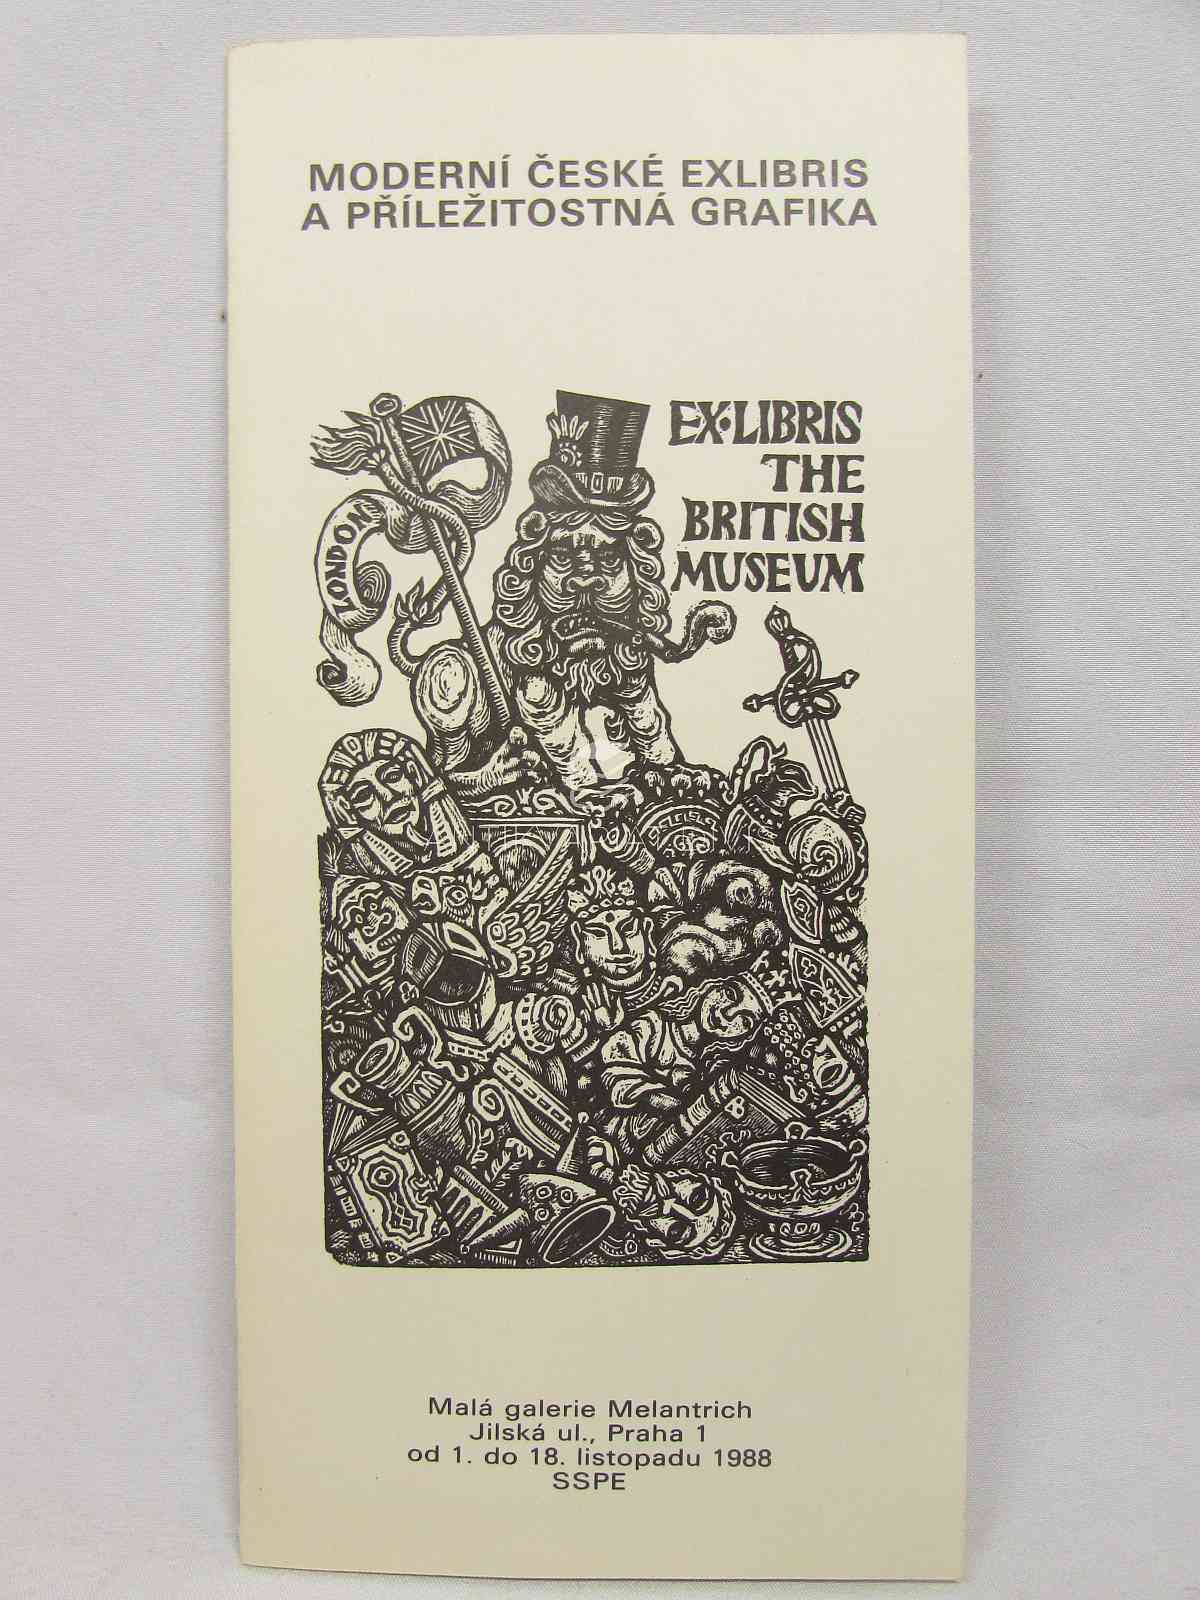 MODERNÍ ČESKÉ EXLIBRIS
A PŘÍLEŽITOSTNÁ GRAFIKA
EX·LIBRIS
THE
BRITISH
MUSEUM
LONDON
Malá galerie Melantrich
Jilská ul., Praha 1
od 1. do 18. listopadu 1988
SSPE